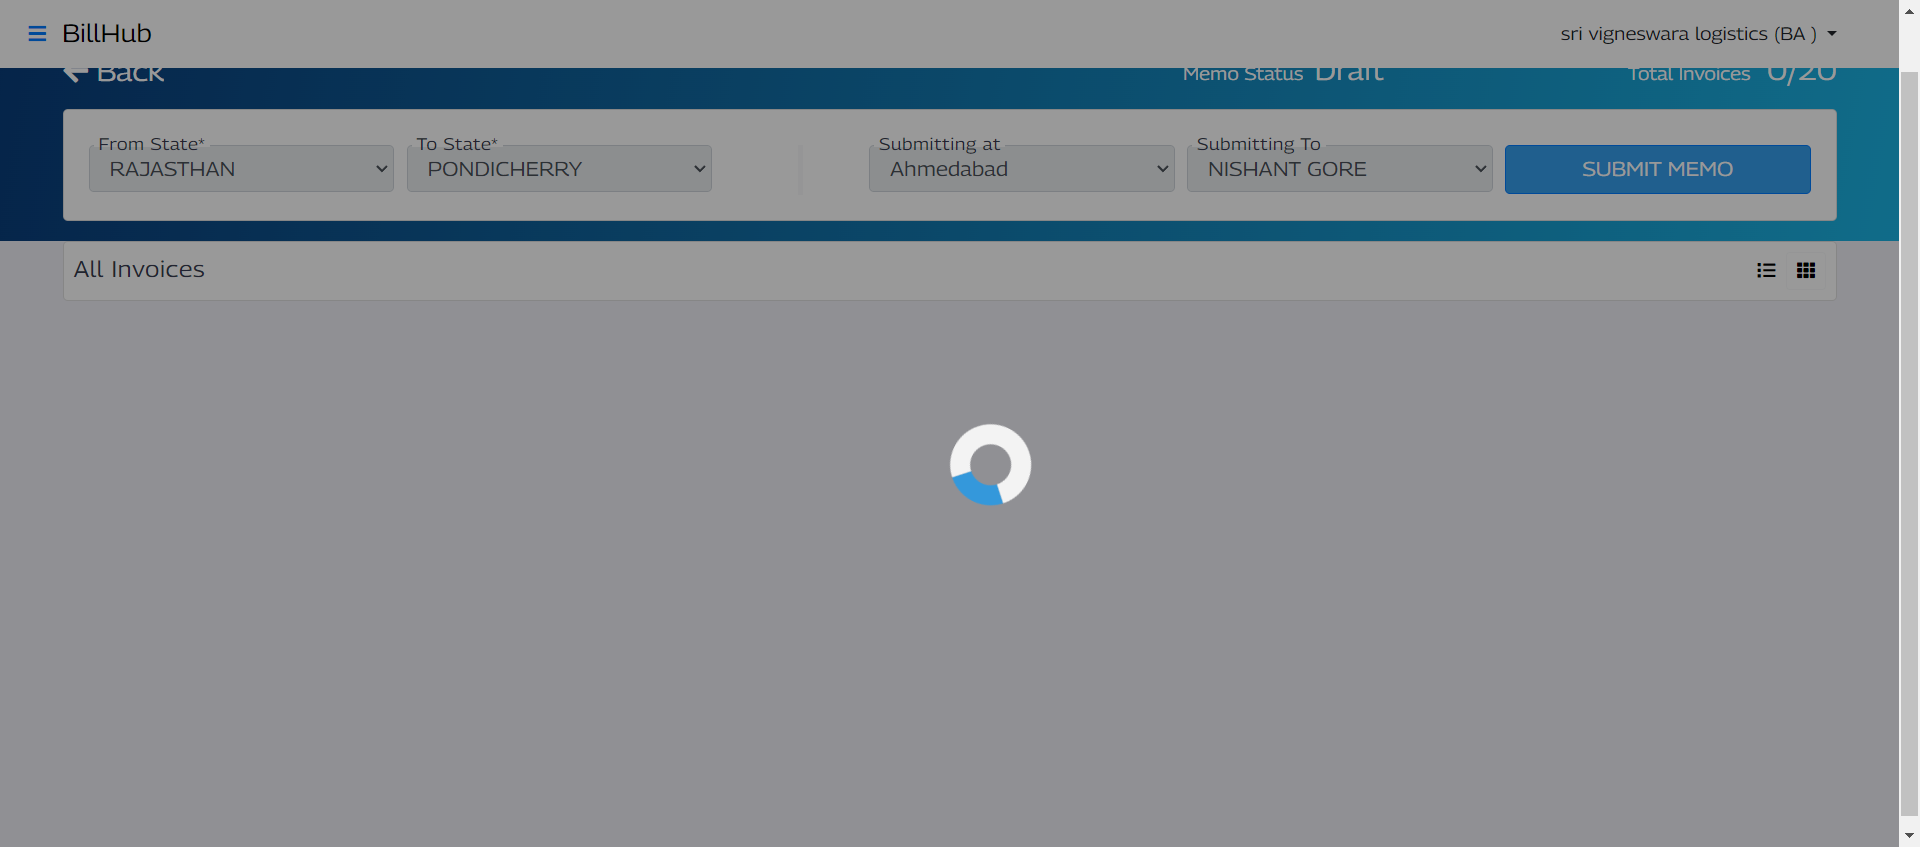 BillHub
sri vigneswara logistics (BA )
Back
Memo Status Draft
Total Invoices 0/20
From State*
RAJASTHAN
To State*
PONDICHERRY
Submitting at
Ahmedabad
Submitting To
NISHANT GORE
SUBMIT MEMO
All Invoices